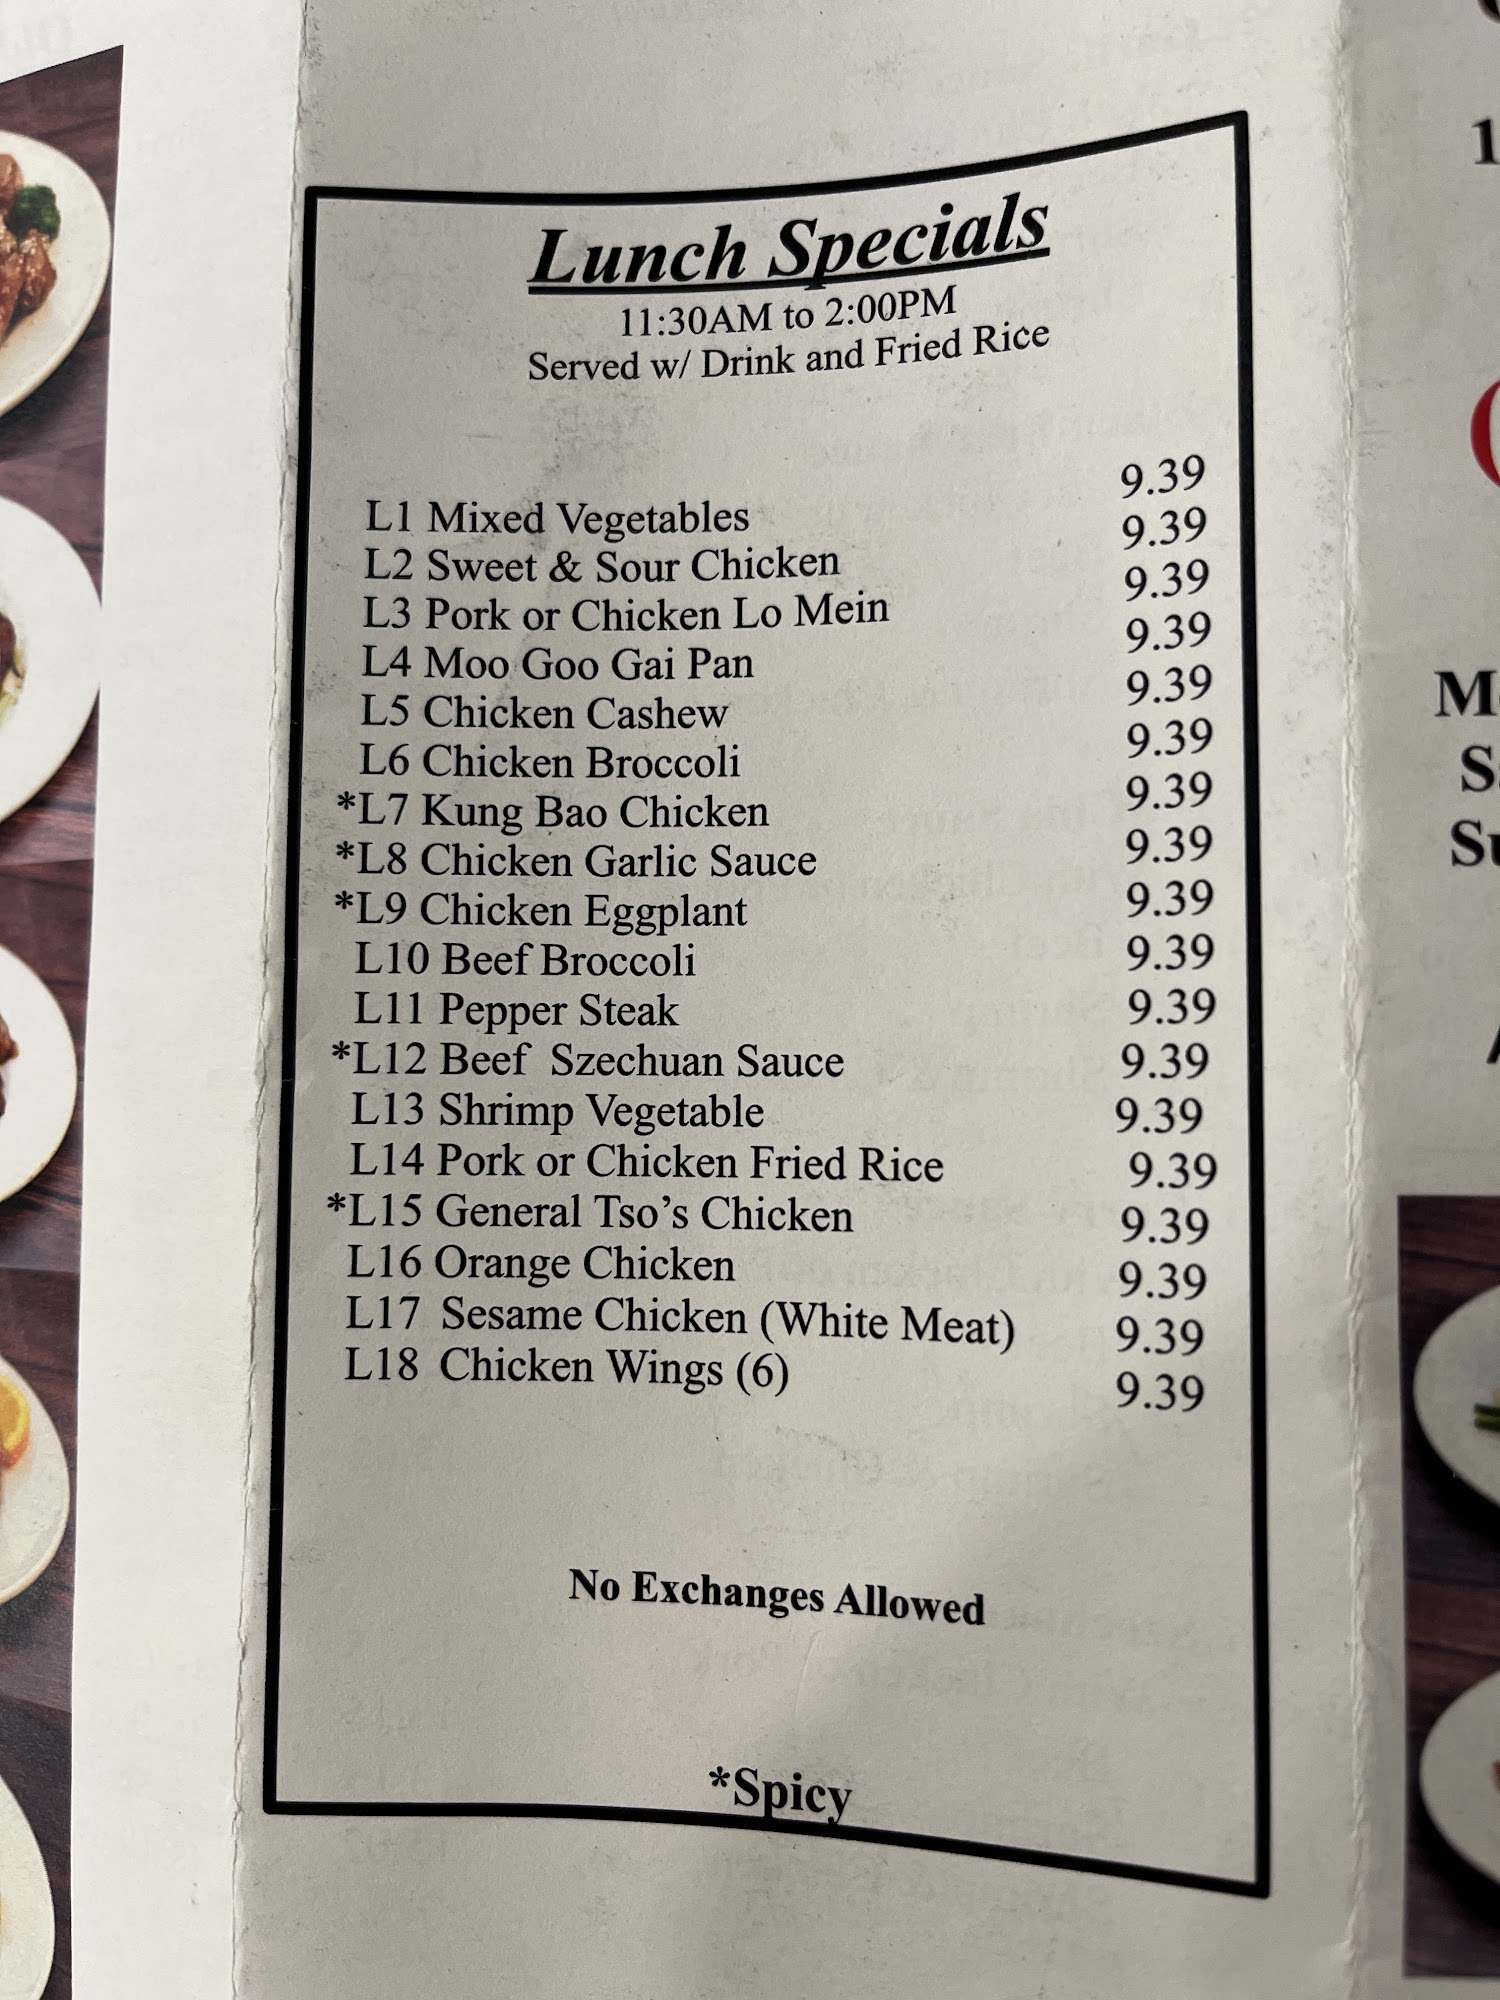 Lunch Specials
11:30AM to 2:00PM
Served w/ Drink and Fried Rice
L1 Mixed Vegetables 9.39
L2 Sweet & Sour Chicken 9.39
L3 Pork or Chicken Lo Mein 9.39
L4 Moo Goo Gai Pan 9.39
L5 Chicken Cashew 9.39
L6 Chicken Broccoli 9.39
*L7 Kung Bao Chicken 9.39
*L8 Chicken Garlic Sauce 9.39
*L9 Chicken Eggplant 9.39
L10 Beef Broccoli 9.39
L11 Pepper Steak 9.39
*L12 Beef Szechuan Sauce 9.39
L13 Shrimp Vegetable 9.39
L14 Pork or Chicken Fried Rice 9.39
*L15 General Tso's Chicken 9.39
L16 Orange Chicken 9.39
L17 Sesame Chicken (White Meat) 9.39
L18 Chicken Wings (6) 9.39
No Exchanges Allowed
*Spicy